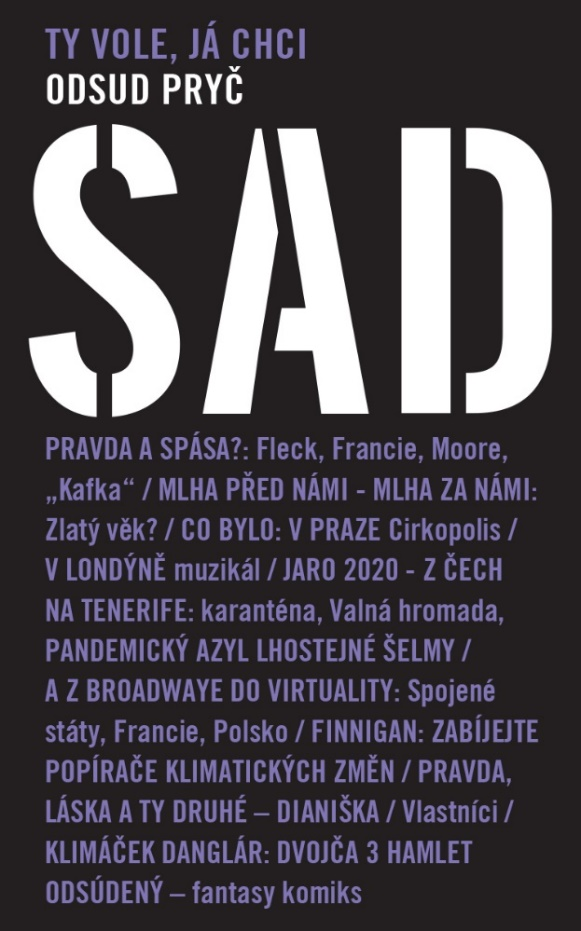 TY VOLE, JÁ CHCI
ODSUD PRYČ
SAD
PRAVDA A SPÁSA?: Fleck, Francie, Moore,
„Kafka“ / MLHA PŘED NÁMI - MLHA ZA NÁMI:
Zlatý věk? / CO BYLO: V PRAZE Cirkopolis /
V LONDÝNĚ muzikál / JARO 2020 - Z ČECH
NA TENERIFE: karanténa, Valná hromada,
PANDEMICKÝ AZYL LHOSTEJNÉ ŠELMY /
A Z BROADWAYE DO VIRTUALITY: Spojené
státy, Francie, Polsko / FINNIGAN: ZABÍJEJTE
POPÍRAČE KLIMATICKÝCH ZMĚN / PRAVDA,
LÁSKA A TY DRUHÉ – DIANIŠKA / Vlastníci /
KLIMÁČEK DANGLÁR: DVOJČA 3 HAMLET
ODSÚDENÝ – fantasy komiks